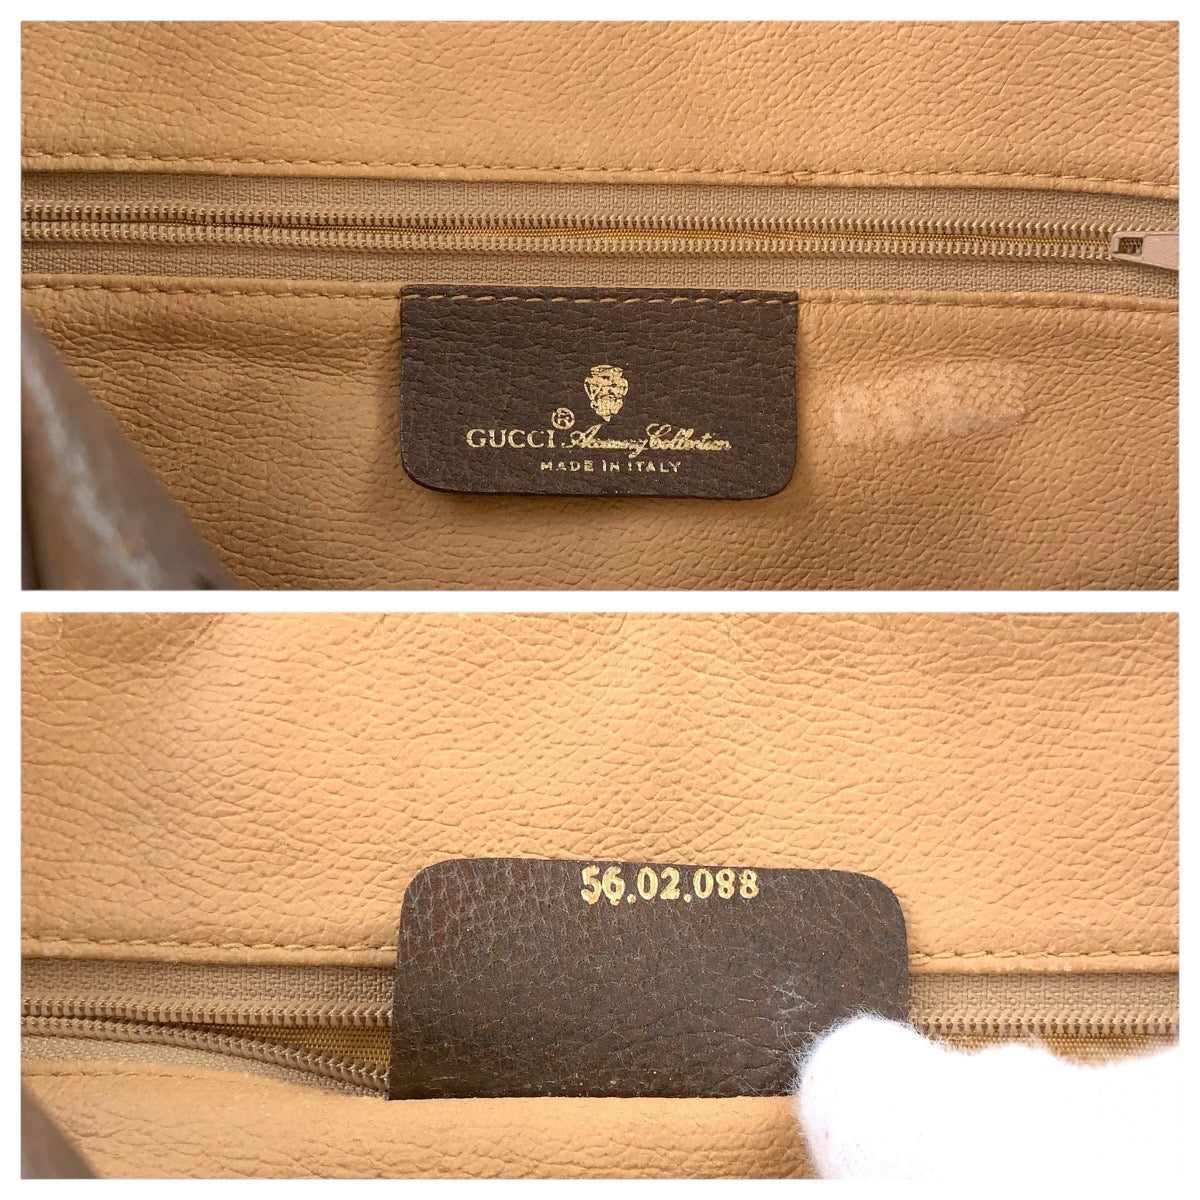 GUCCI ® Accessory Collection
MADE IN ITALY
56.02.088